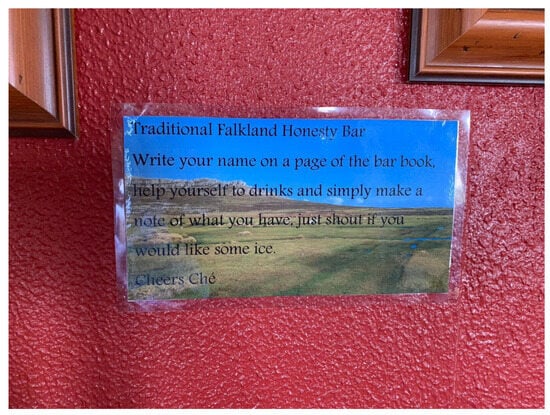 Traditional Falkland Honesty Bar
Write your name on a page of the bar book,
help yourself to drinks and simply make a
note of what you have, just shout if you
would like some ice.
Cheers Ché